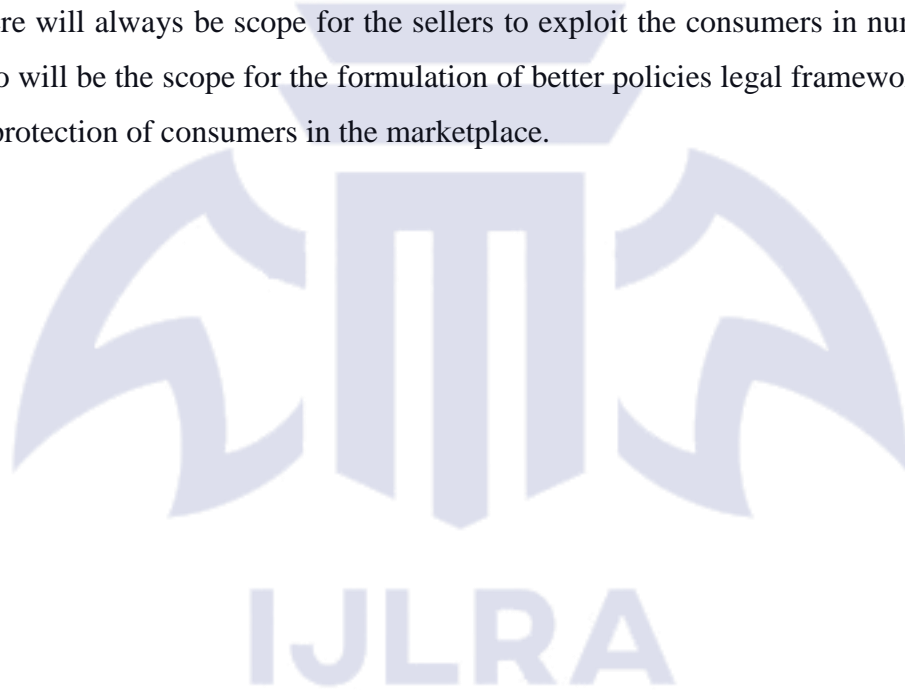 re will always be scope for the sellers to exploit the consumers in nu
o will be the scope for the formulation of better policies legal framewo
protection of consumers in the marketplace.
IJLRA